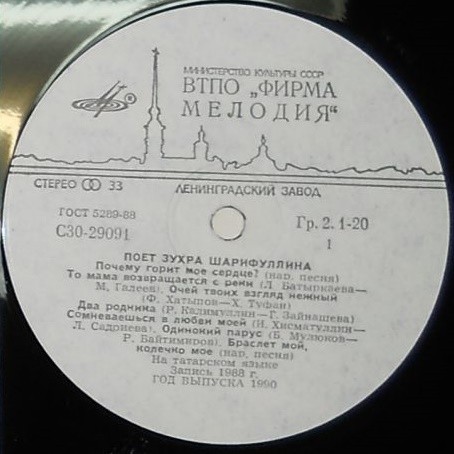 МИНИСТЕРСТВО КУЛЬТУРЫ СССР
ВТПО „ФИРМА
МЕЛОДИЯ“
СТЕРЕО 33
ЛЕНИНГРАДСКИЙ ЗАВОД
ГОСТ 5289-88
Гр. 2. 1-20
С30-29091
1
ПОЕТ ЗУХРА ШАРИФУЛЛИНА
Почему горит мое сердце? (нар. песня)
То мама возвращается с реки (Л. Батыркаева—
М. Галеев). Очей твоих взгляд нежный
(Ф. Хатыпов—Х. Туфан)
Два родника (Р. Калимуллин—Г. Зайнашева)
Сомневаешься в любви моей (И. Хисматуллин—
Л. Садриева). Одинокий парус (Б. Мулюков—
Р. Байтимиров). Браслет мой,
колечко мое (нар. песня)
На татарском языке
Запись 1988 г.
ГОД ВЫПУСКА 1990